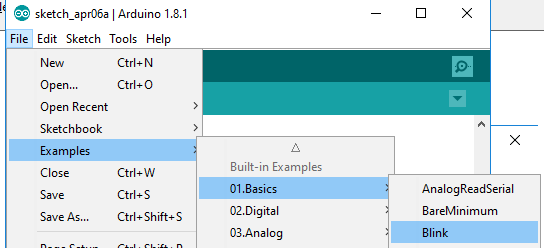 sketch_apr06a | Arduino 1.8.1
File Edit Sketch Tools Help
New Ctrl+N
Open... Ctrl+O
Open Recent
Sketchbook
Examples
Close Ctrl+W
Save Ctrl+S
Save As... Ctrl+Shift+S
Built-in Examples
01.Basics
02.Digital
03.Analog
AnalogReadSerial
BareMinimum
Blink